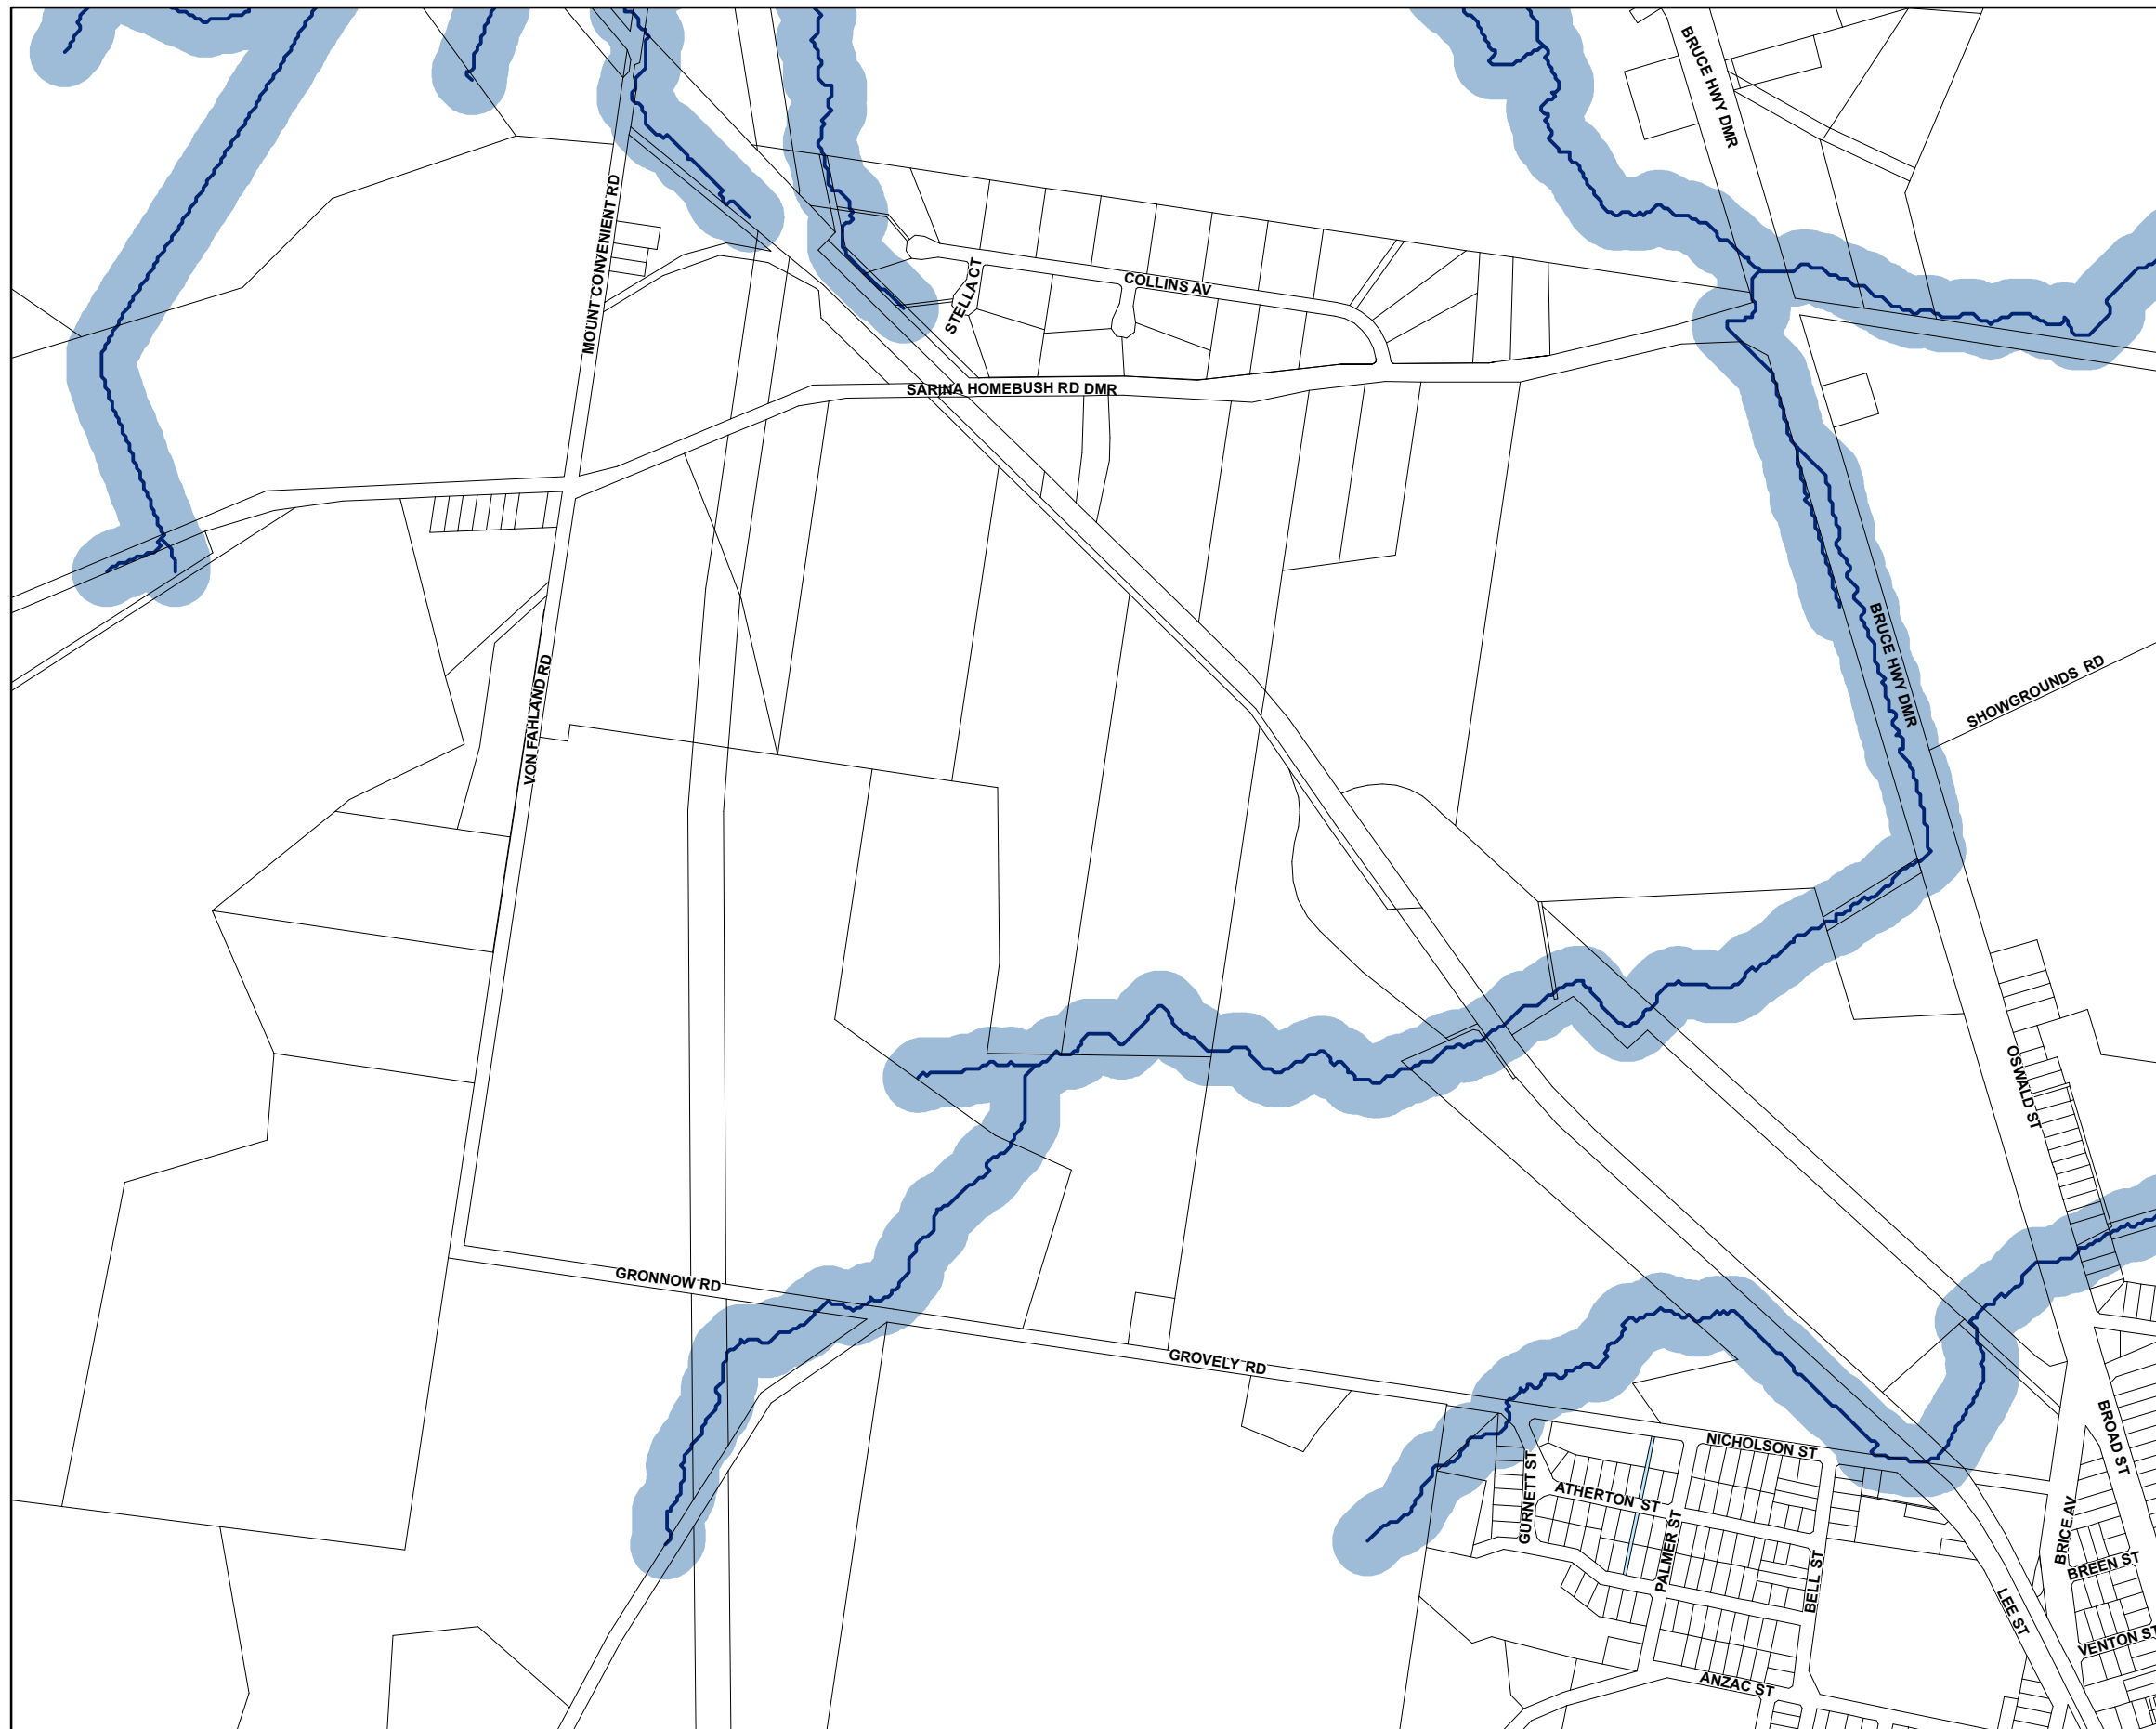 BRUCE HWY DMR
MOUNT CONVENIENT RD
STELLA CT
COLLINS AV
SARINA HOMEBUSH RD DMR
VON FAHLAND RD
BRUCE HWY DMR
SHOWGROUNDS RD
OSWALD ST
GRONNOW RD
GROVELY RD
NICHOLSON ST
BROAD ST
GURNETT ST
ATHERTON ST
PALMER ST
BELL ST
BRICE AV
BREEN ST
LEE ST
VENTON ST
ANZAC ST